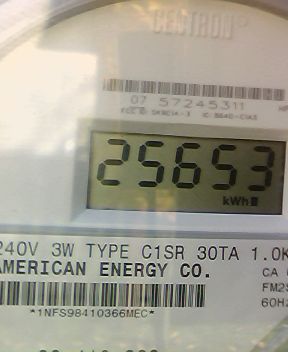 CENTRON®
07 57245311
25653
kWh
240V 3W TYPE C1SR 30TA 1.0K
AMERICAN ENERGY CO.
CA
FM2S
60H
*1NFS98410366MEC*